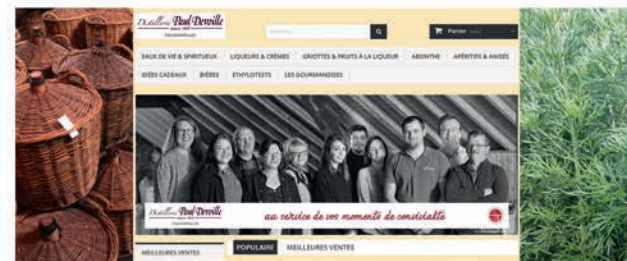 Distillerie Paul Devoille
Panier
EAUX DE VIE & SPIRITUEUX LIQUEURS & CRÈMES GRIOTTES & FRUITS À LA LIQUEUR ABSINTHE APÉRITIFS & ANISÉS
IDÉES CADEAUX BIÈRES ETHYLOTESTS LES GOURMANDISES
Distillerie Paul Devoille au service de vos moments de convivialité
MEILLEURES VENTES POPULAIRE MEILLEURES VENTES